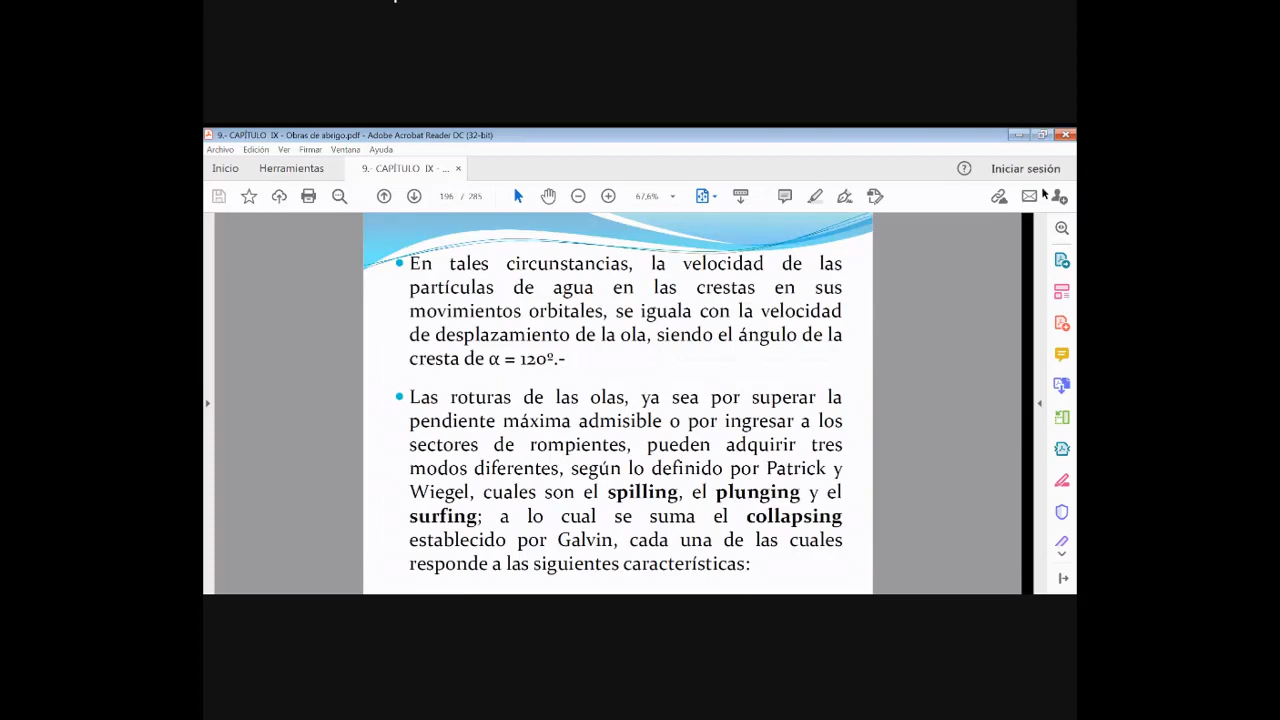 9.- CAPÍTULO IX - Obras de abrigo.pdf - Adobe Acrobat Reader DC (32-bit)
Archivo Edición Ver Firmar Ventana Ayuda
Inicio Herramientas 9.- CAPÍTULO IX - ... × Iniciar sesión
196 / 285 67,6%
• En tales circunstancias, la velocidad de las
partículas de agua en las crestas en sus
movimientos orbitales, se iguala con la velocidad
de desplazamiento de la ola, siendo el ángulo de la
cresta de α = 120º.-
• Las roturas de las olas, ya sea por superar la
pendiente máxima admisible o por ingresar a los
sectores de rompientes, pueden adquirir tres
modos diferentes, según lo definido por Patrick y
Wiegel, cuales son el spilling, el plunging y el
surfing; a lo cual se suma el collapsing
establecido por Galvin, cada una de las cuales
responde a las siguientes características: